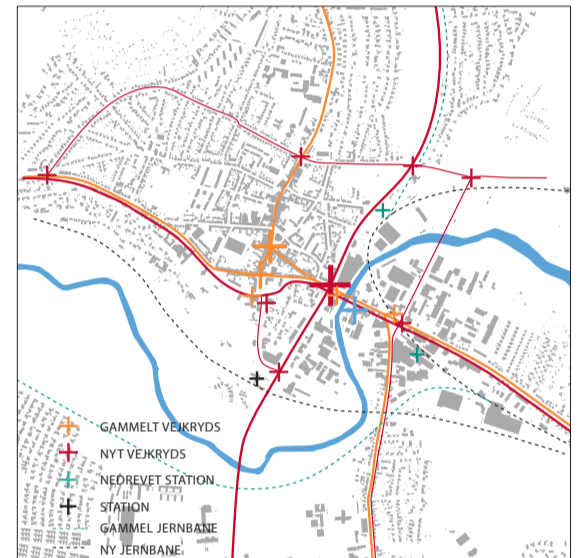 GAMMELT VEJKRYDS
NYT VEJKRYDS
NEDREVET STATION
STATION
GAMMEL JERNBANE
NY JERNBANE